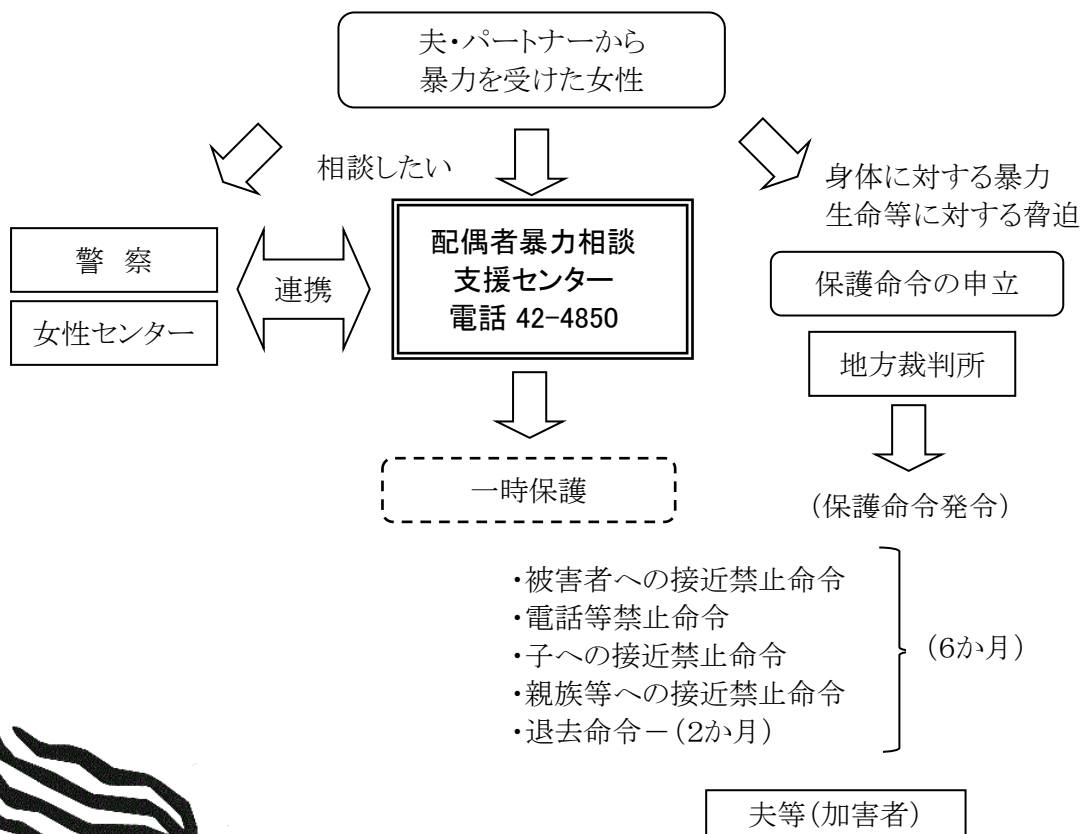 夫・パートナーから
暴力を受けた女性
相談したい
身体に対する暴力
生命等に対する脅迫
警 察
女性センター
連携
配偶者暴力相談
支援センター
電話 42-4850
保護命令の申立
地方裁判所
一時保護
(保護命令発令)
・被害者への接近禁止命令
・電話等禁止命令
・子への接近禁止命令
・親族等への接近禁止命令
・退去命令－(2か月)
(6か月)
夫等(加害者)